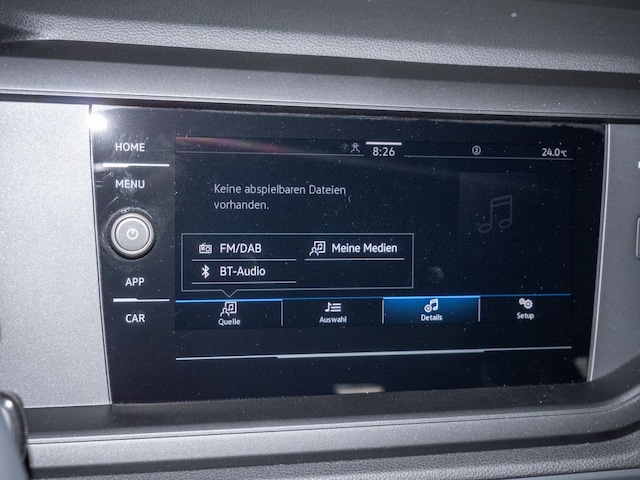 HOME
8:26
24.0°C
MENU
Keine abspielbaren Dateien
vorhanden.
FM/DAB
Meine Medien
BT-Audio
APP
CAR
Quelle
Auswahl
Details
Setup